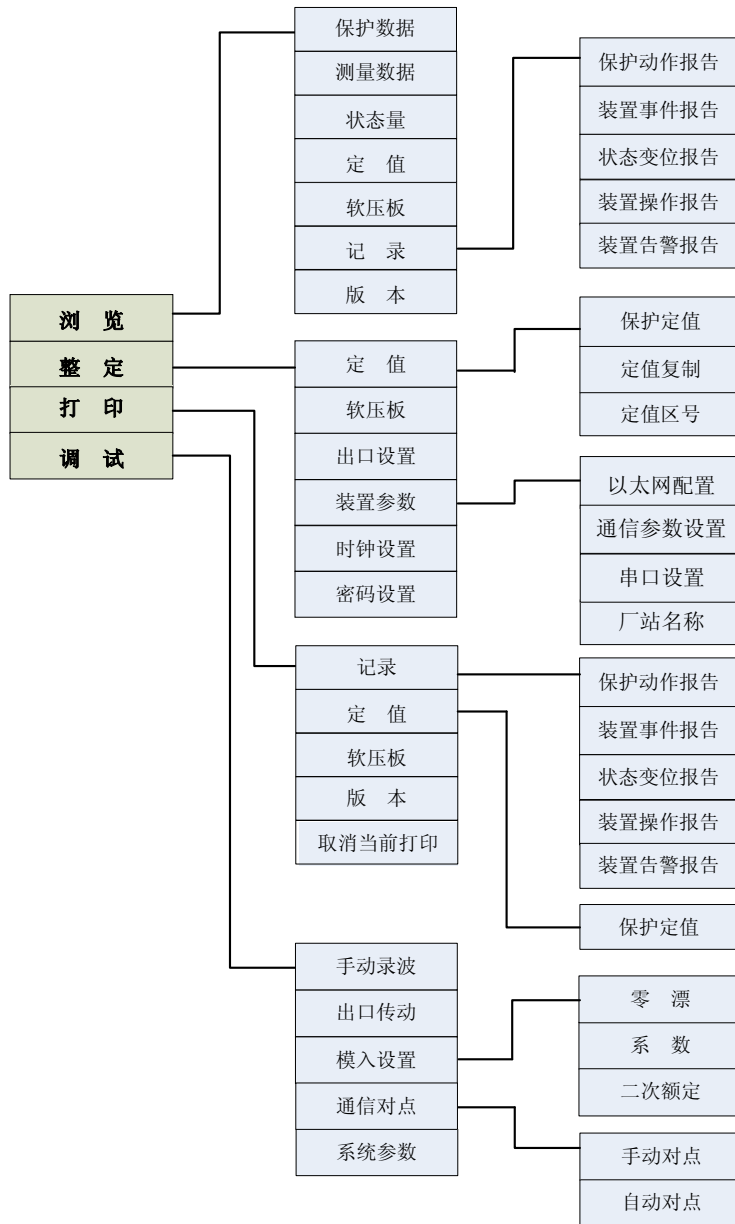 浏 览
整 定
打 印
调 试
保护数据
测量数据
状态量
定 值
软压板
记 录
版 本
保护动作报告
装置事件报告
状态变位报告
装置操作报告
装置告警报告
定 值
软压板
出口设置
装置参数
时钟设置
密码设置
保护定值
定值复制
定值区号
以太网配置
通信参数设置
串口设置
厂站名称
记录
定 值
软压板
版 本
取消当前打印
保护动作报告
装置事件报告
状态变位报告
装置操作报告
装置告警报告
保护定值
手动录波
出口传动
模入设置
通信对点
系统参数
零 漂
系 数
二次额定
手动对点
自动对点